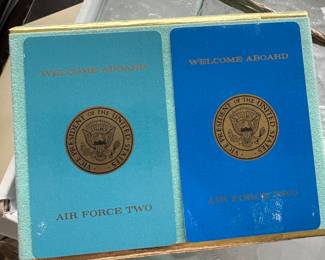 WELCOME ABOARD
VICE PRESIDENT OF THE UNITED STATES
AIR FORCE TWO
WELCOME ABOARD
VICE PRESIDENT OF THE UNITED STATES
AIR FORCE TWO